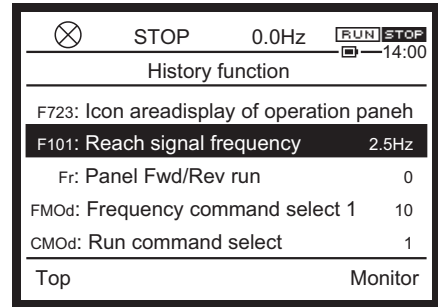 STOP 0.0Hz RUN STOP
14:00
History function
F723: Icon areadisplay of operation paneh
F101: Reach signal frequency 2.5Hz
Fr: Panel Fwd/Rev run 0
FMOd: Frequency command select 1 10
CMOd: Run command select 1
Top Monitor